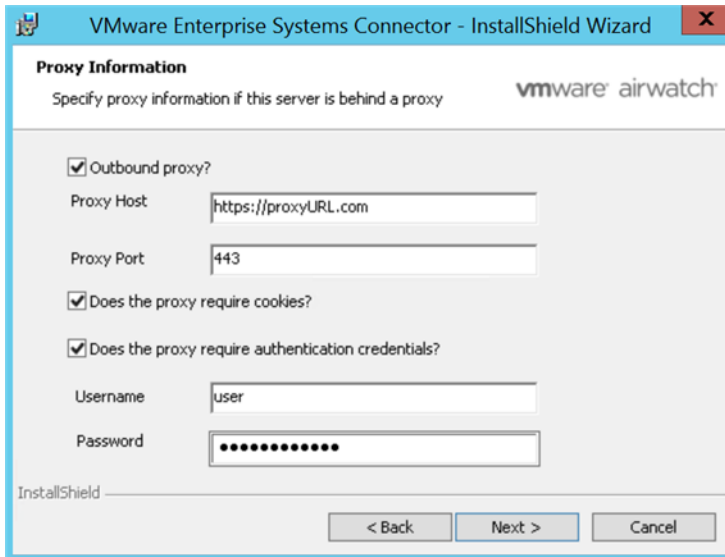 VMware Enterprise Systems Connector - InstallShield Wizard
X
Proxy Information
Specify proxy information if this server is behind a proxy
vmware airwatch
Outbound proxy?
Proxy Host https://proxyURL.com
Proxy Port 443
Does the proxy require cookies?
Does the proxy require authentication credentials?
Username user
Password ●●●●●●●●●●●●
InstallShield
< Back Next > Cancel